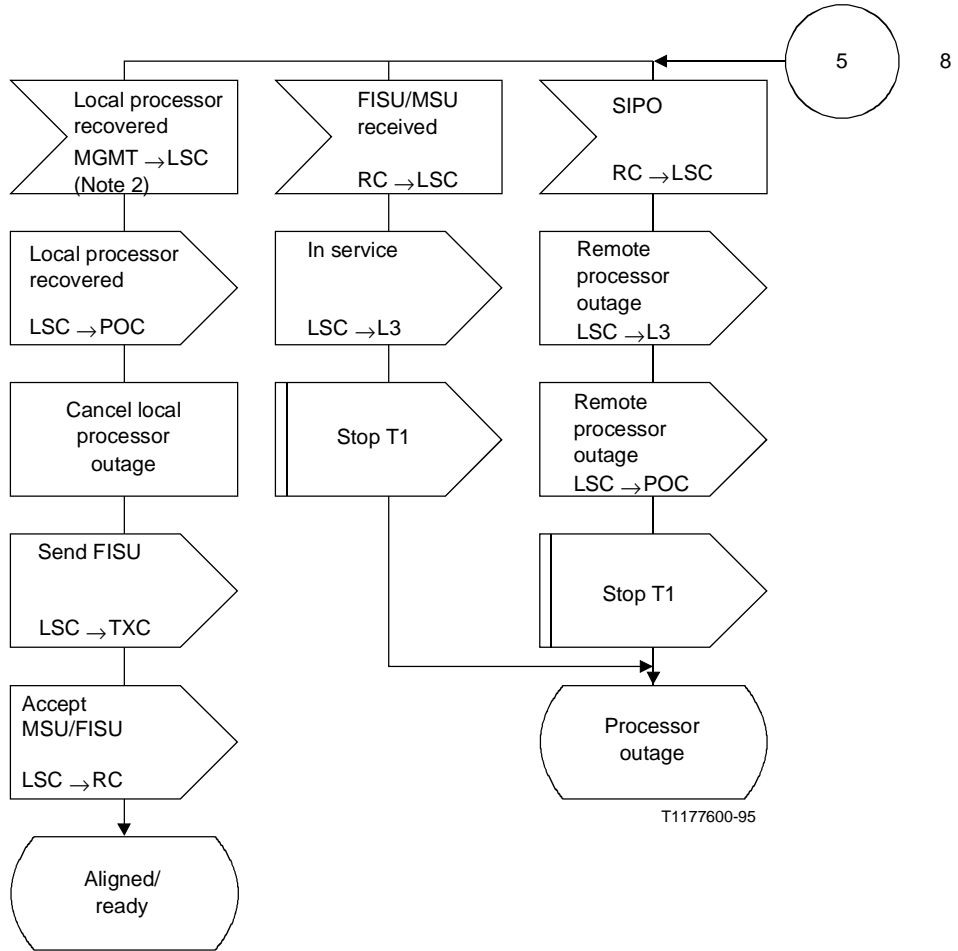 5
8
Local processor
recovered
MGMT → LSC
(Note 2)
FISU/MSU
received
RC → LSC
SIPO
RC → LSC
Local processor
recovered
LSC → POC
In service
LSC → L3
Remote
processor
outage
LSC → L3
Cancel local
processor
outage
Stop T1
Remote
processor
outage
LSC → POC
Send FISU
LSC → TXC
Stop T1
Accept
MSU/FISU
LSC → RC
Processor
outage
T1177600-95
Aligned/
ready